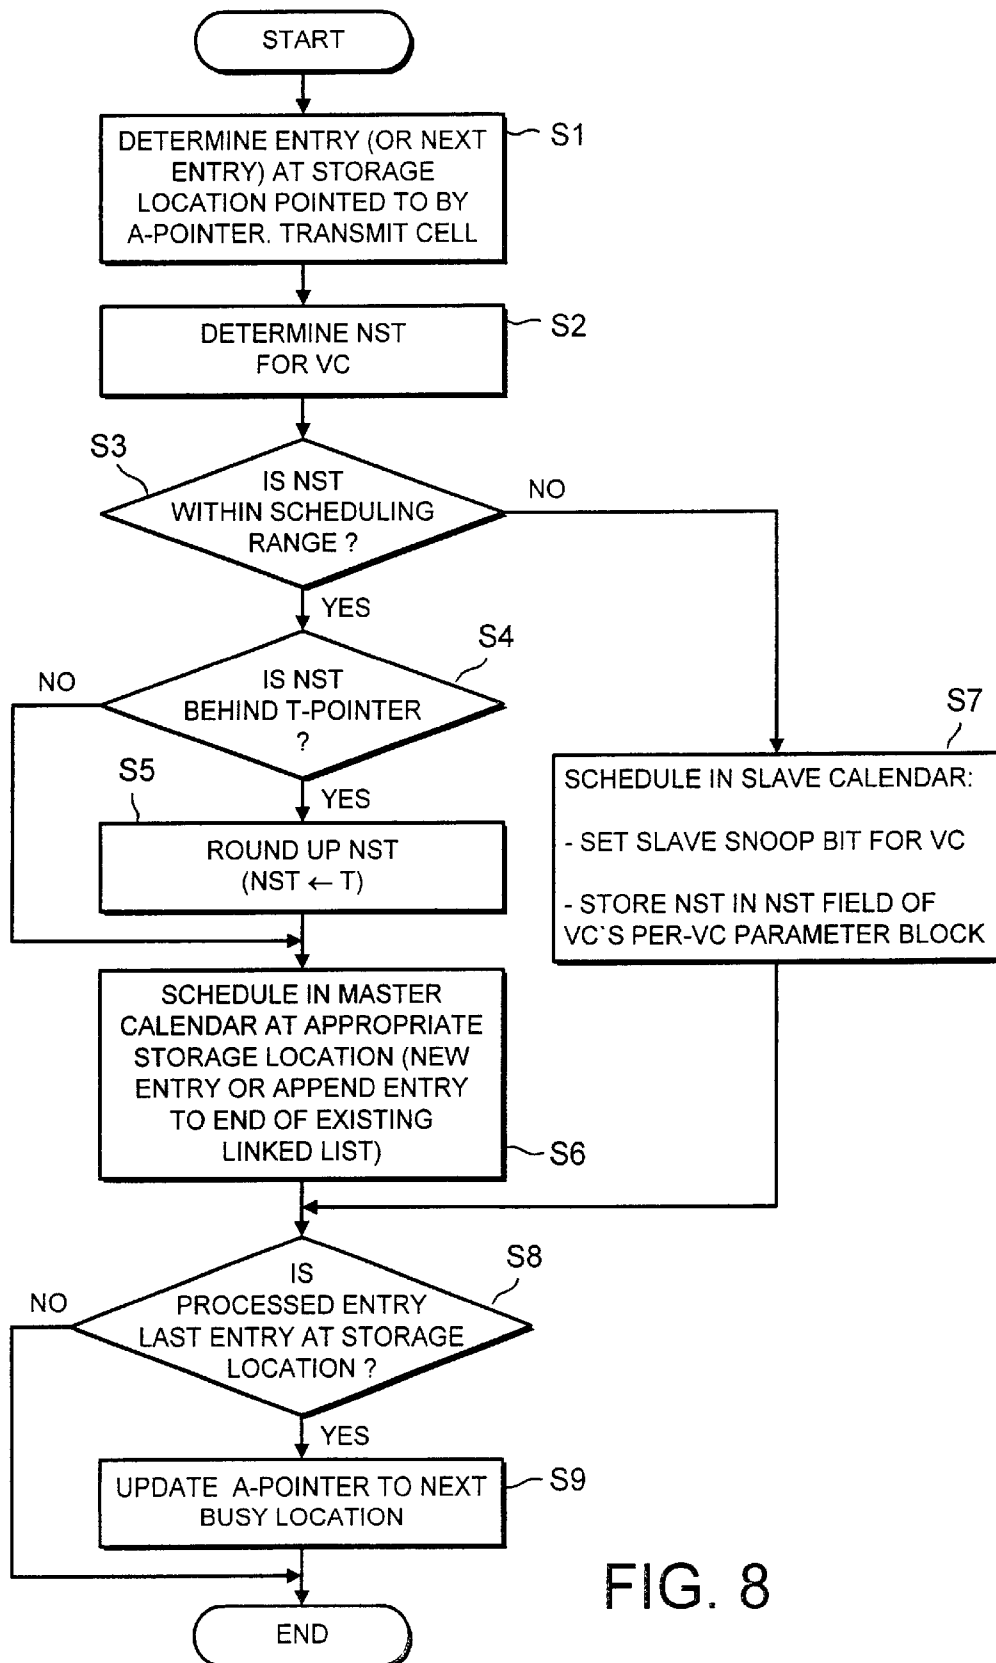 START
DETERMINE ENTRY (OR NEXT
ENTRY) AT STORAGE
LOCATION POINTED TO BY
A-POINTER. TRANSMIT CELL
S1
DETERMINE NST
FOR VC
S2
S3
IS NST
WITHIN SCHEDULING
RANGE ?
NO
YES
S4
IS NST
BEHIND T-POINTER
?
NO
YES
S5
ROUND UP NST
(NST ← T)
S7
SCHEDULE IN SLAVE CALENDAR:
- SET SLAVE SNOOP BIT FOR VC
- STORE NST IN NST FIELD OF
VC`S PER-VC PARAMETER BLOCK
SCHEDULE IN MASTER
CALENDAR AT APPROPRIATE
STORAGE LOCATION (NEW
ENTRY OR APPEND ENTRY
TO END OF EXISTING
LINKED LIST)
S6
S8
IS
PROCESSED ENTRY
LAST ENTRY AT STORAGE
LOCATION ?
NO
YES
UPDATE A-POINTER TO NEXT
BUSY LOCATION
S9
END
FIG. 8